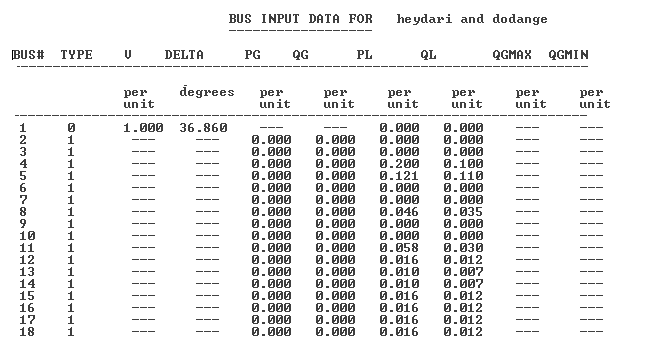 BUS INPUT DATA FOR heydari and dodange
BUS# TYPE V DELTA PG QG PL QL QGMAX QGMIN
per degrees per per per per per per
unit unit unit unit unit unit unit
1 0 1.000 36.860 --- --- 0.000 0.000 --- ---
2 1 --- --- 0.000 0.000 0.000 0.000 --- ---
3 1 --- --- 0.000 0.000 0.000 0.000 --- ---
4 1 --- --- 0.000 0.000 0.200 0.100 --- ---
5 1 --- --- 0.000 0.000 0.121 0.110 --- ---
6 1 --- --- 0.000 0.000 0.000 0.000 --- ---
7 1 --- --- 0.000 0.000 0.000 0.000 --- ---
8 1 --- --- 0.000 0.000 0.046 0.035 --- ---
9 1 --- --- 0.000 0.000 0.000 0.000 --- ---
10 1 --- --- 0.000 0.000 0.000 0.000 --- ---
11 1 --- --- 0.000 0.000 0.058 0.030 --- ---
12 1 --- --- 0.000 0.000 0.016 0.012 --- ---
13 1 --- --- 0.000 0.000 0.010 0.007 --- ---
14 1 --- --- 0.000 0.000 0.010 0.007 --- ---
15 1 --- --- 0.000 0.000 0.016 0.012 --- ---
16 1 --- --- 0.000 0.000 0.016 0.012 --- ---
17 1 --- --- 0.000 0.000 0.016 0.012 --- ---
18 1 --- --- 0.000 0.000 0.016 0.012 --- ---